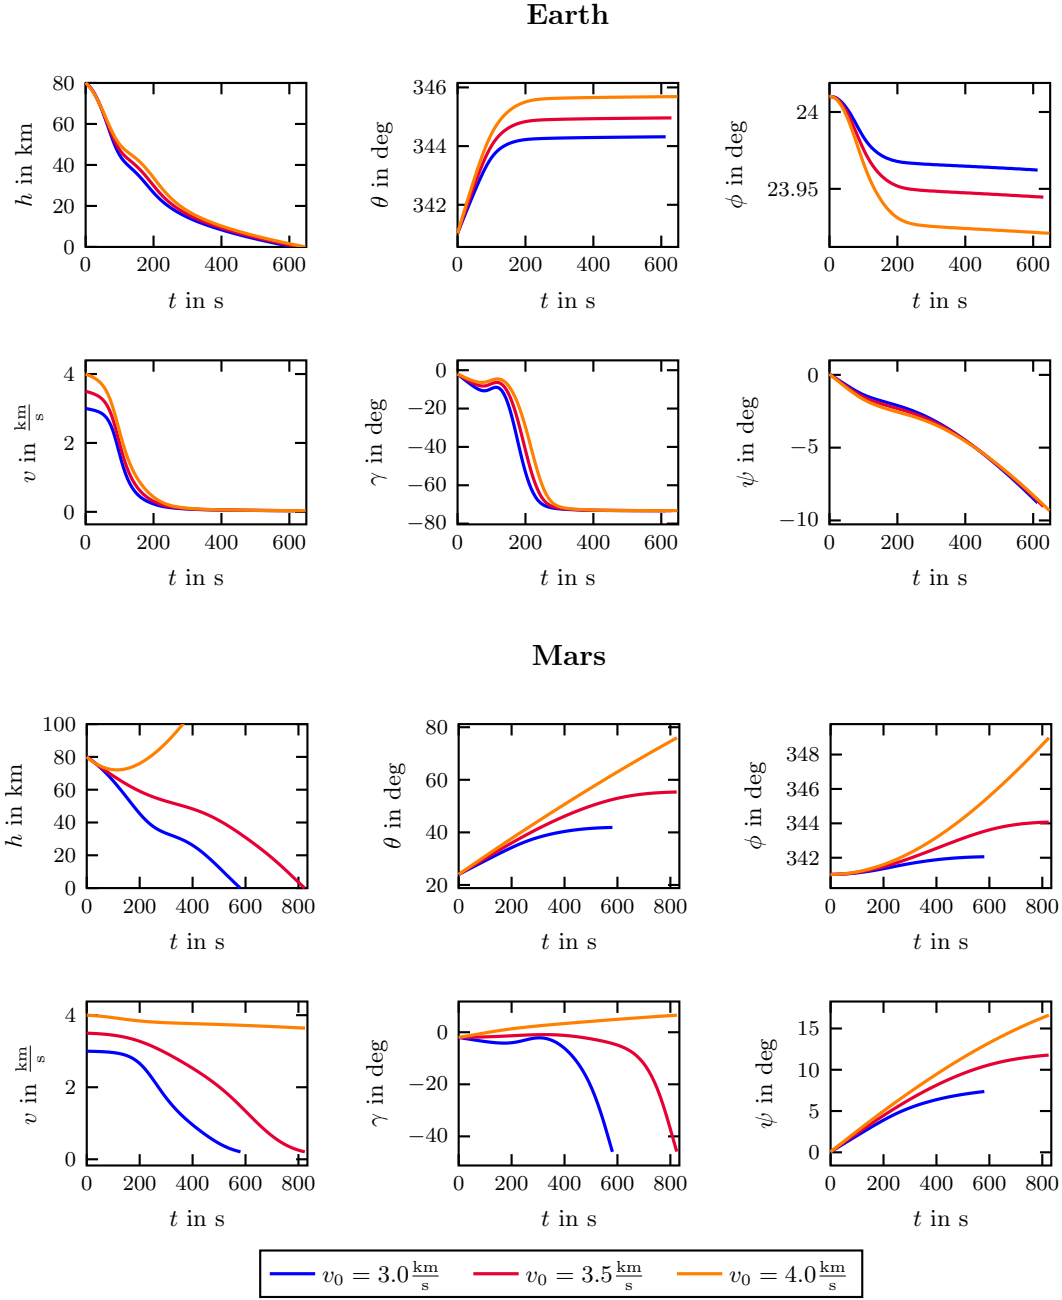 Earth
h in km
80
60
40
20
0
0 200 400 600
t in s
θ in deg
346
344
342
0 200 400 600
t in s
ϕ in deg
24
23.95
0 200 400 600
t in s
v in km/s
4
2
0
0 200 400 600
t in s
γ in deg
0
−20
−40
−60
−80
0 200 400 600
t in s
ψ in deg
0
−5
−10
0 200 400 600
t in s
Mars
h in km
100
80
60
40
20
0
0 200 400 600 800
t in s
θ in deg
80
60
40
20
0 200 400 600 800
t in s
ϕ in deg
348
346
344
342
0 200 400 600 800
t in s
v in km/s
4
2
0
0 200 400 600 800
t in s
γ in deg
0
−20
−40
0 200 400 600 800
t in s
ψ in deg
15
10
5
0
0 200 400 600 800
t in s
v₀ = 3.0 km/s v₀ = 3.5 km/s v₀ = 4.0 km/s